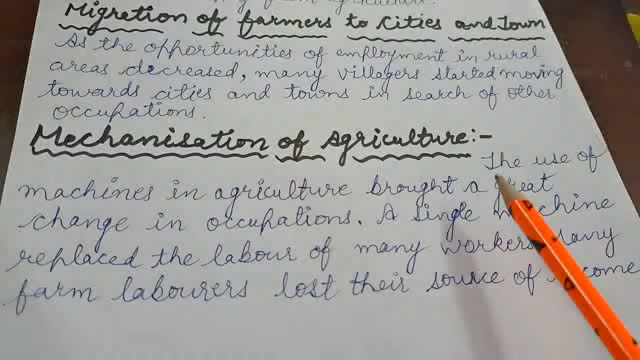 Migration of farmers to Cities and Town
As the opportunities of employment in rural
areas decreased, many villagers started moving
towards cities and towns in search of other
occupations.
Mechanisation of Agriculture:-
The use of
machines in agriculture brought a great
change in occupations. A single machine
replaced the labour of many workers
farm labourers lost their source of